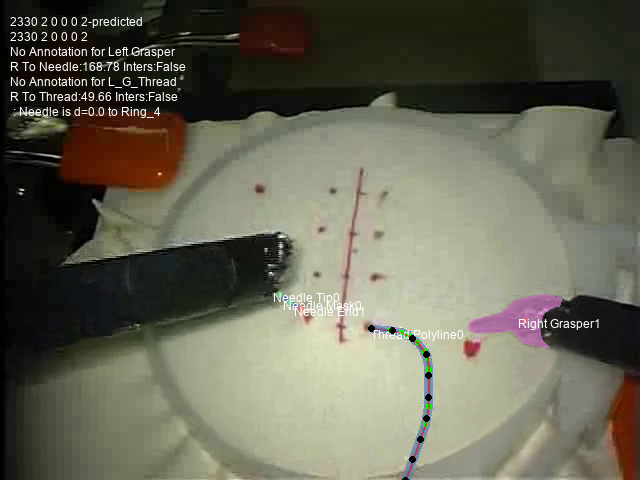 2330 2 0 0 0 2-predicted
2330 2 0 0 0 2
No Annotation for Left Grasper
R To Needle:168.78 Inters:False
No Annotation for L_G_Thread
R To Thread:49.66 Inters:False
: Needle is d=0.0 to Ring_4
Needle Tip0
Needle Mask0
Needle End1
Thread Polyline0
Right Grasper1